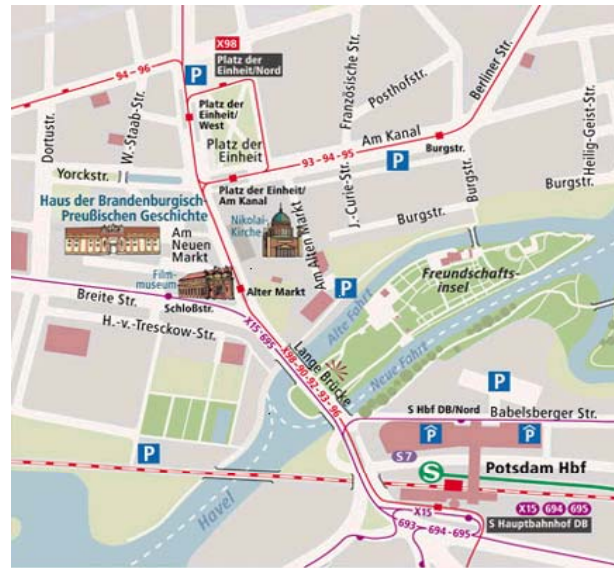 X98
Platz der
Einheit/Nord
94-96
P
Platz der
Einheit/
West
Platz der
Einheit
Französische Str.
Posthofstr.
Berliner Str.
Dortustr.
W.-Staab-Str.
Am Kanal
93-94-95
P
Burgstr.
Heilig-Geist-Str.
Yorckstr.
Platz der Einheit/
Am Kanal
J.-Curie-Str.
Burgstr.
Burgstr.
Haus der Brandenburgisch-
Preußischen Geschichte
Nikolai-
Kirche
Am Alten Markt
Burgstr.
Am
Neuen
Markt
Film-
museum
Freundschafts-
insel
P
Breite Str.
Schloßstr.
Alter Markt
Alte Fahrt
H.-v.-Tresckow-Str.
X15-695
X98-90-92-93-96
Lange Brücke
Neue Fahrt
P
S Hbf DB/Nord
Babelsberger Str.
P
P
P
S7
S
Potsdam Hbf
Havel
X15
X15 694 695
693
694-695
S Hauptbahnhof DB